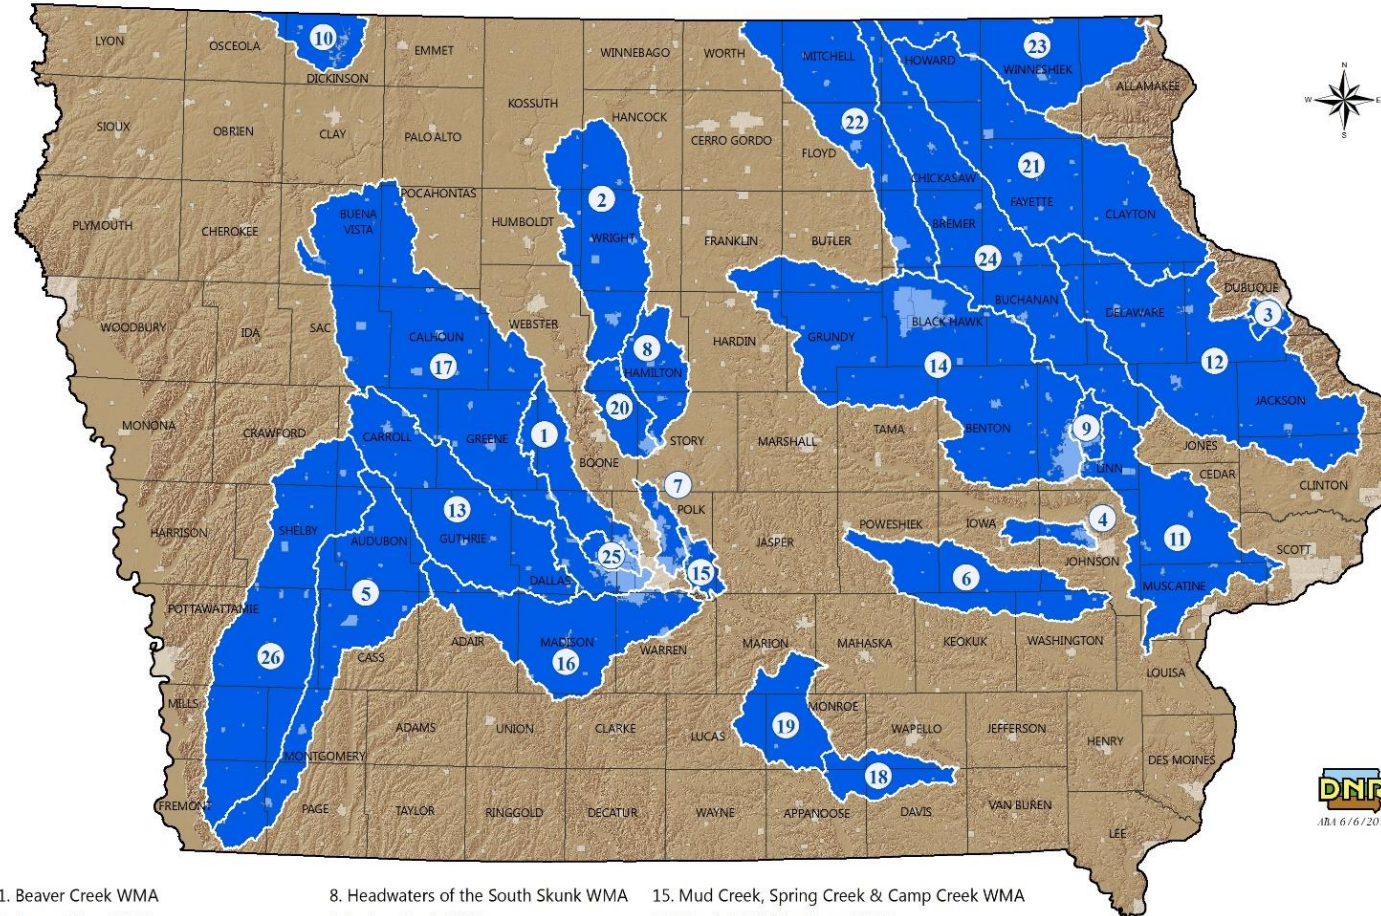 N
W E
S
10
LYON
OSCEOLA
EMMET
WINNEBAGO
WORTH
MITCHELL
HOWARD
23
WINNESHIEK
DICKINSON
ALLAMAKEE
KOSSUTH
HANCOCK
SIOUX
OBRIEN
CLAY
PALO ALTO
CERRO GORDO
22
FLOYD
21
CHICKASAW
POCAHONTAS
2
FAYETTE
CLAYTON
PLYMOUTH
CHEROKEE
BUENA
VISTA
HUMBOLDT
WRIGHT
FRANKLIN
BUTLER
BREMER
24
DUBUQUE
3
WOODBURY
IDA
SAC
CALHOUN
WEBSTER
BUCHANAN
DELAWARE
BLACK HAWK
HARDIN
GRUNDY
8
HAMILTON
17
14
12
JACKSON
20
MONONA
CRAWFORD
CARROLL
GREENE
1
BOONE
STORY
MARSHALL
TAMA
BENTON
9
LINN
JONES
CEDAR
CLINTON
7
POLK
HARRISON
SHELBY
AUDUBON
13
GUTHRIE
25
DALLAS
15
JASPER
POWESHIEK
IOWA
4
JOHNSON
11
SCOTT
MUSCATINE
6
5
POTTAWATTAMIE
26
CASS
ADAIR
MADISON
16
WARREN
MARION
MAHASKA
KEOKUK
WASHINGTON
LOUISA
MILLS
MONTGOMERY
ADAMS
UNION
CLARKE
LUCAS
19
MONROE
WAPELLO
JEFFERSON
HENRY
DES MOINES
18
FREMONT
PAGE
TAYLOR
RINGGOLD
DECATUR
WAYNE
APPANOOSE
DAVIS
VAN BUREN
LEE
DNR
1. Beaver Creek WMA
8. Headwaters of the South Skunk WMA
15. Mud Creek, Spring Creek & Camp Creek WMA